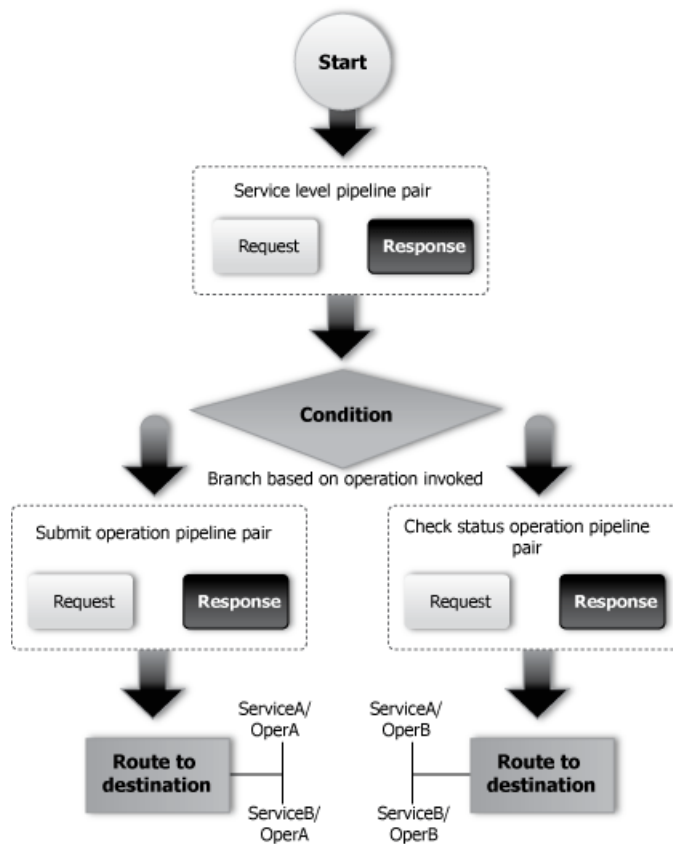 Start
Service level pipeline pair
Request
Response
Condition
Branch based on operation invoked
Submit operation pipeline pair
Request
Response
Check status operation pipeline
pair
Request
Response
Route to
destination
ServiceA/
OperA
ServiceB/
OperA
ServiceA/
OperB
ServiceB/
OperB
Route to
destination